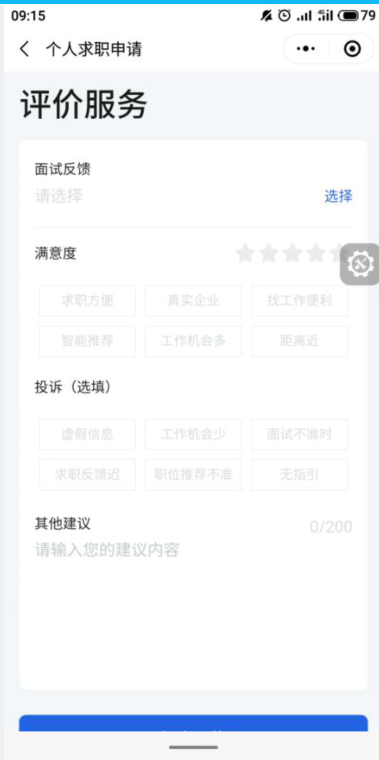 09:15
79
个人求职申请
评价服务
面试反馈
请选择 选择
满意度
求职方便 真实企业 找工作便利
智能推荐 工作机会多 距离近
投诉（选填）
虚假信息 工作机会少 面试不准时
求职反馈迟 职位推荐不准 无指引
其他建议 0/200
请输入您的建议内容